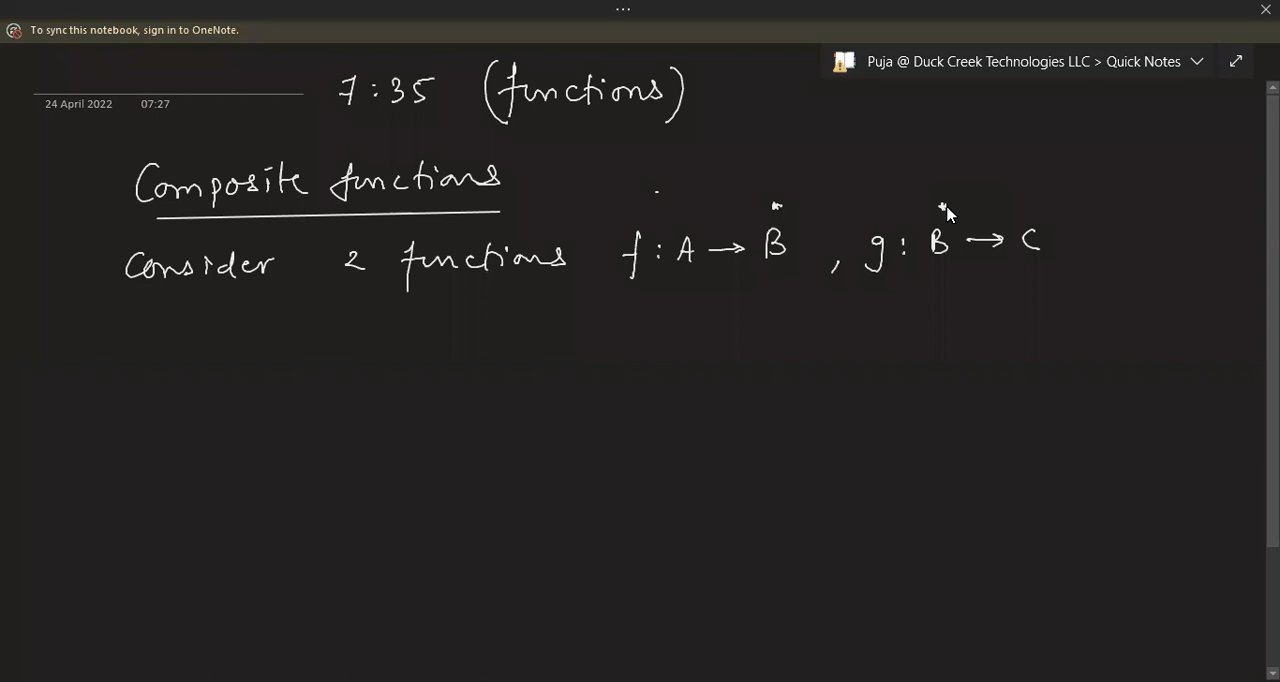 ...
To sync this notebook, sign in to OneNote.
Puja @ Duck Creek Technologies LLC > Quick Notes
7:35 (functions)
24 April 2022 07:27
Composite functions
Consider 2 functions f : A → B , g : B → C